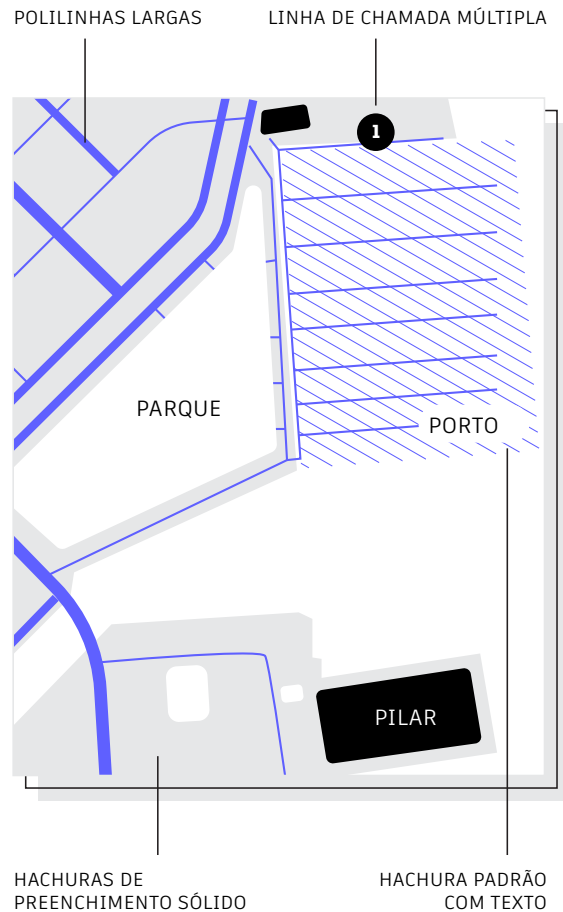 POLILINHAS LARGAS
LINHA DE CHAMADA MÚLTIPLA
1
PARQUE
PORTO
PILAR
HACHURAS DE
PREENCHIMENTO SÓLIDO
HACHURA PADRÃO
COM TEXTO